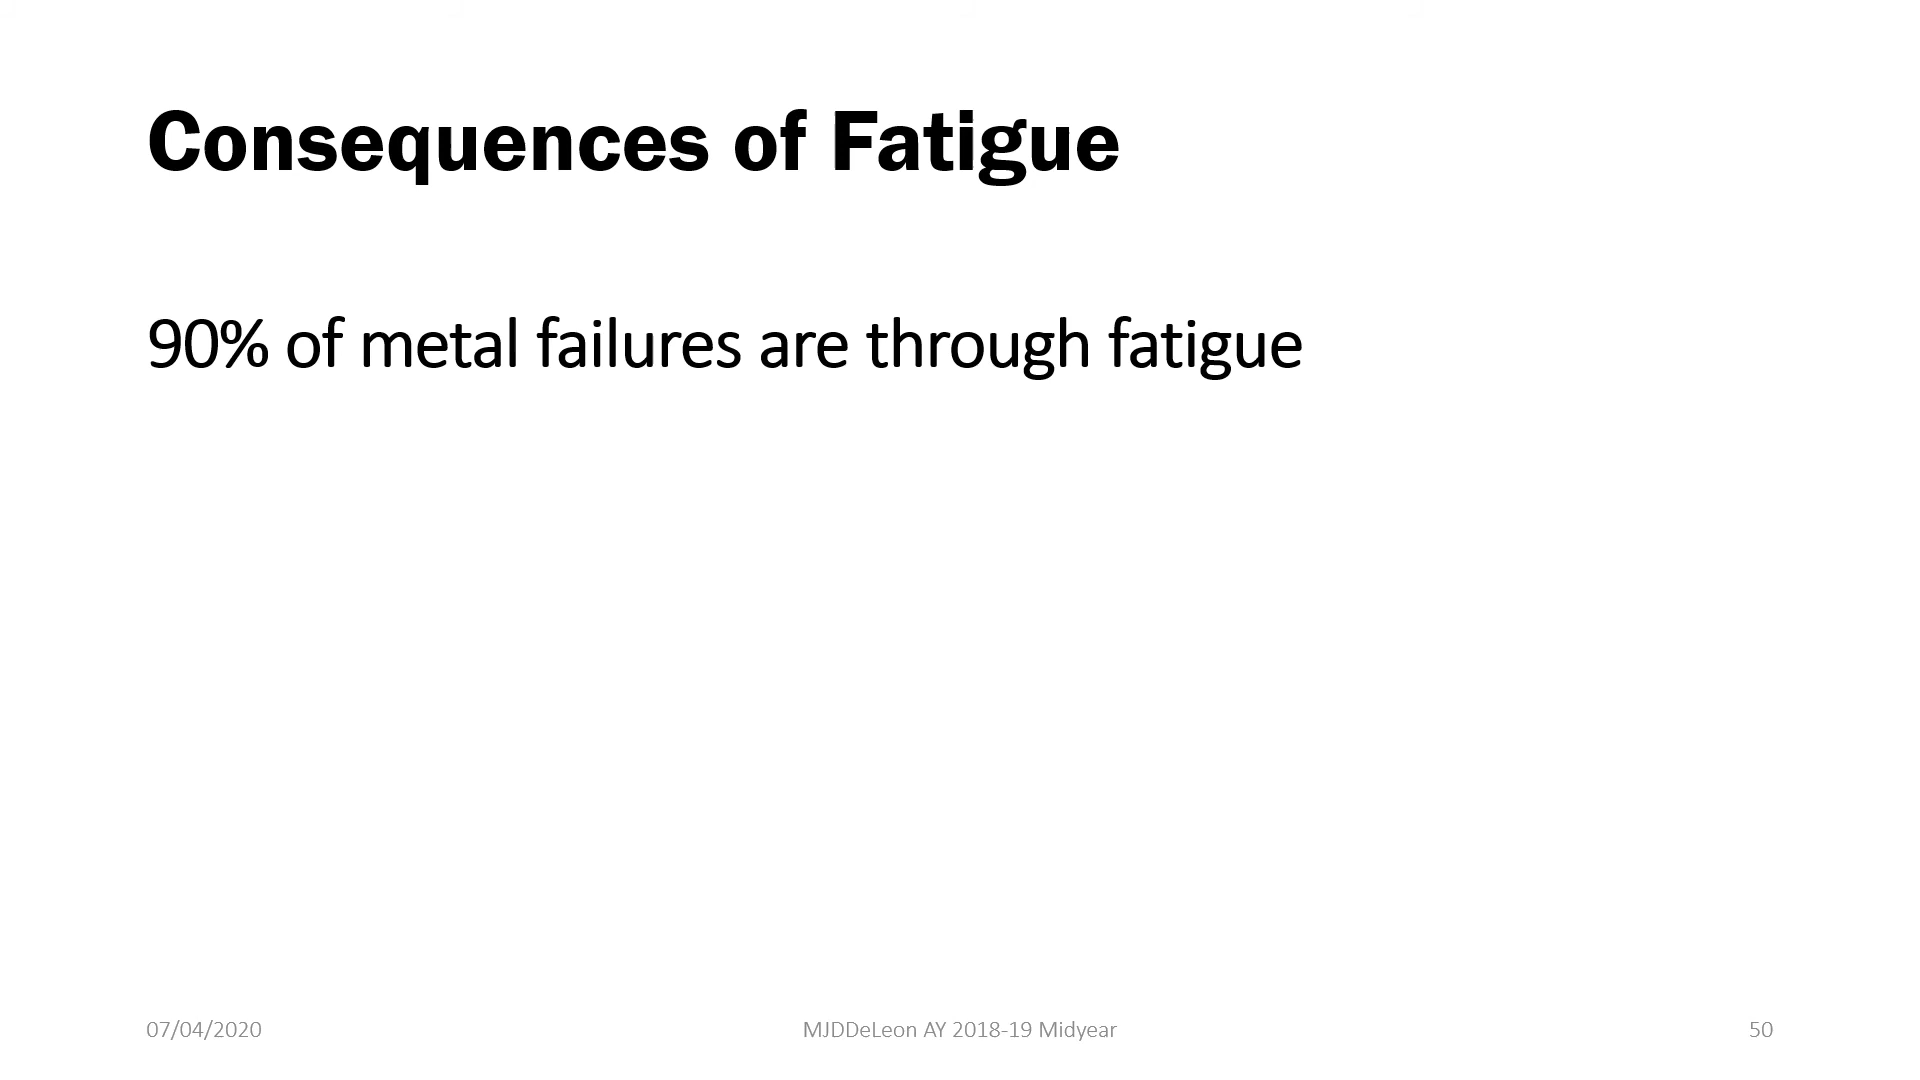 Consequences of Fatigue
90% of metal failures are through fatigue
07/04/2020
MJDDeLeon AY 2018-19 Midyear
50